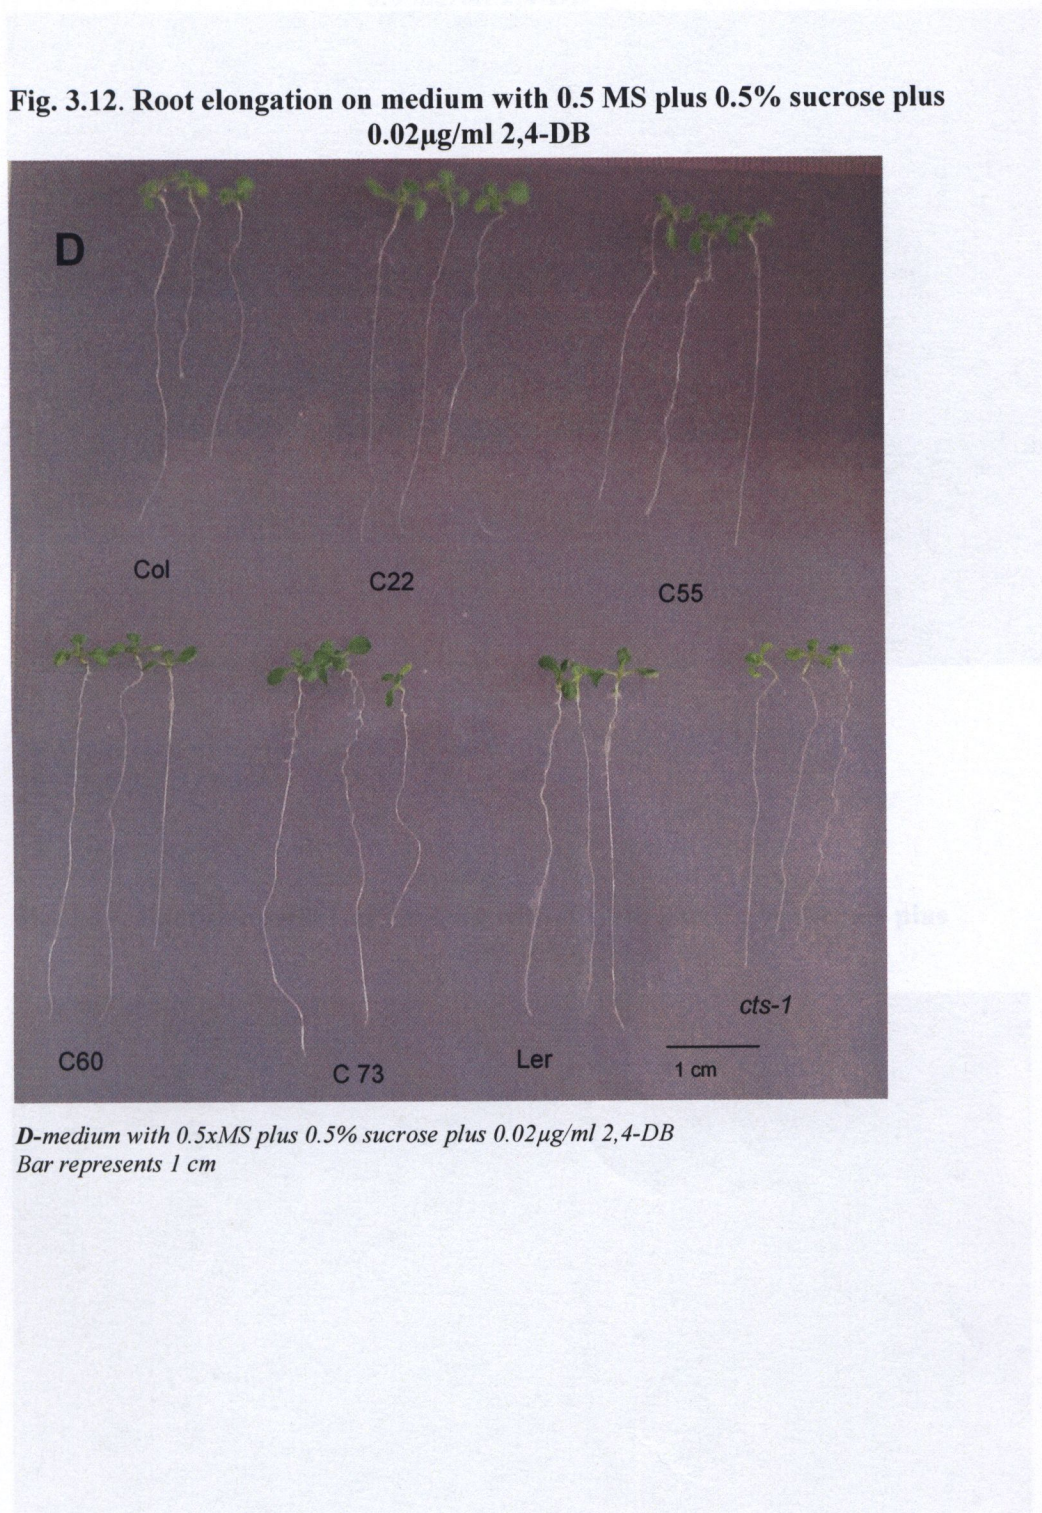 Fig. 3.12. Root elongation on medium with 0.5 MS plus 0.5% sucrose plus
0.02µg/ml 2,4-DB
D
Col
C22
C55
cts-1
C60
C 73
Ler
1 cm
D-medium with 0.5xMS plus 0.5% sucrose plus 0.02µg/ml 2,4-DB
Bar represents 1 cm